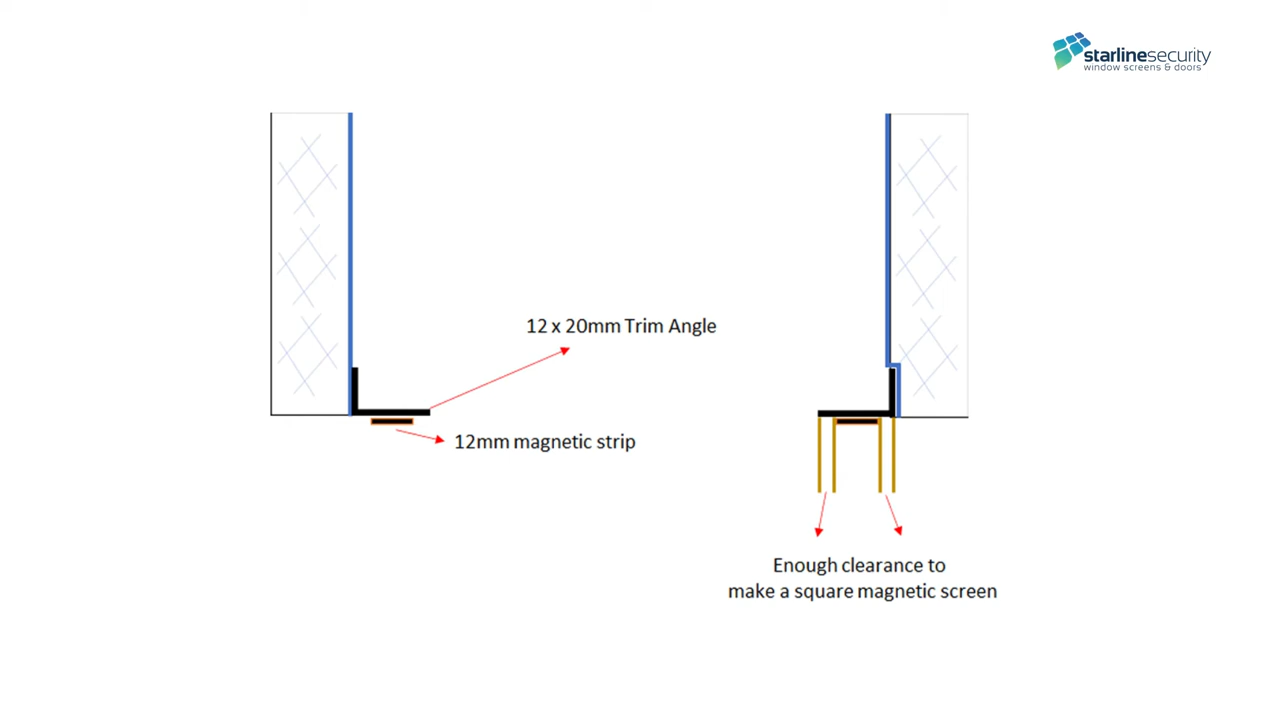 starlinesecurity
window screens & doors
12 x 20mm Trim Angle
12mm magnetic strip
Enough clearance to
make a square magnetic screen